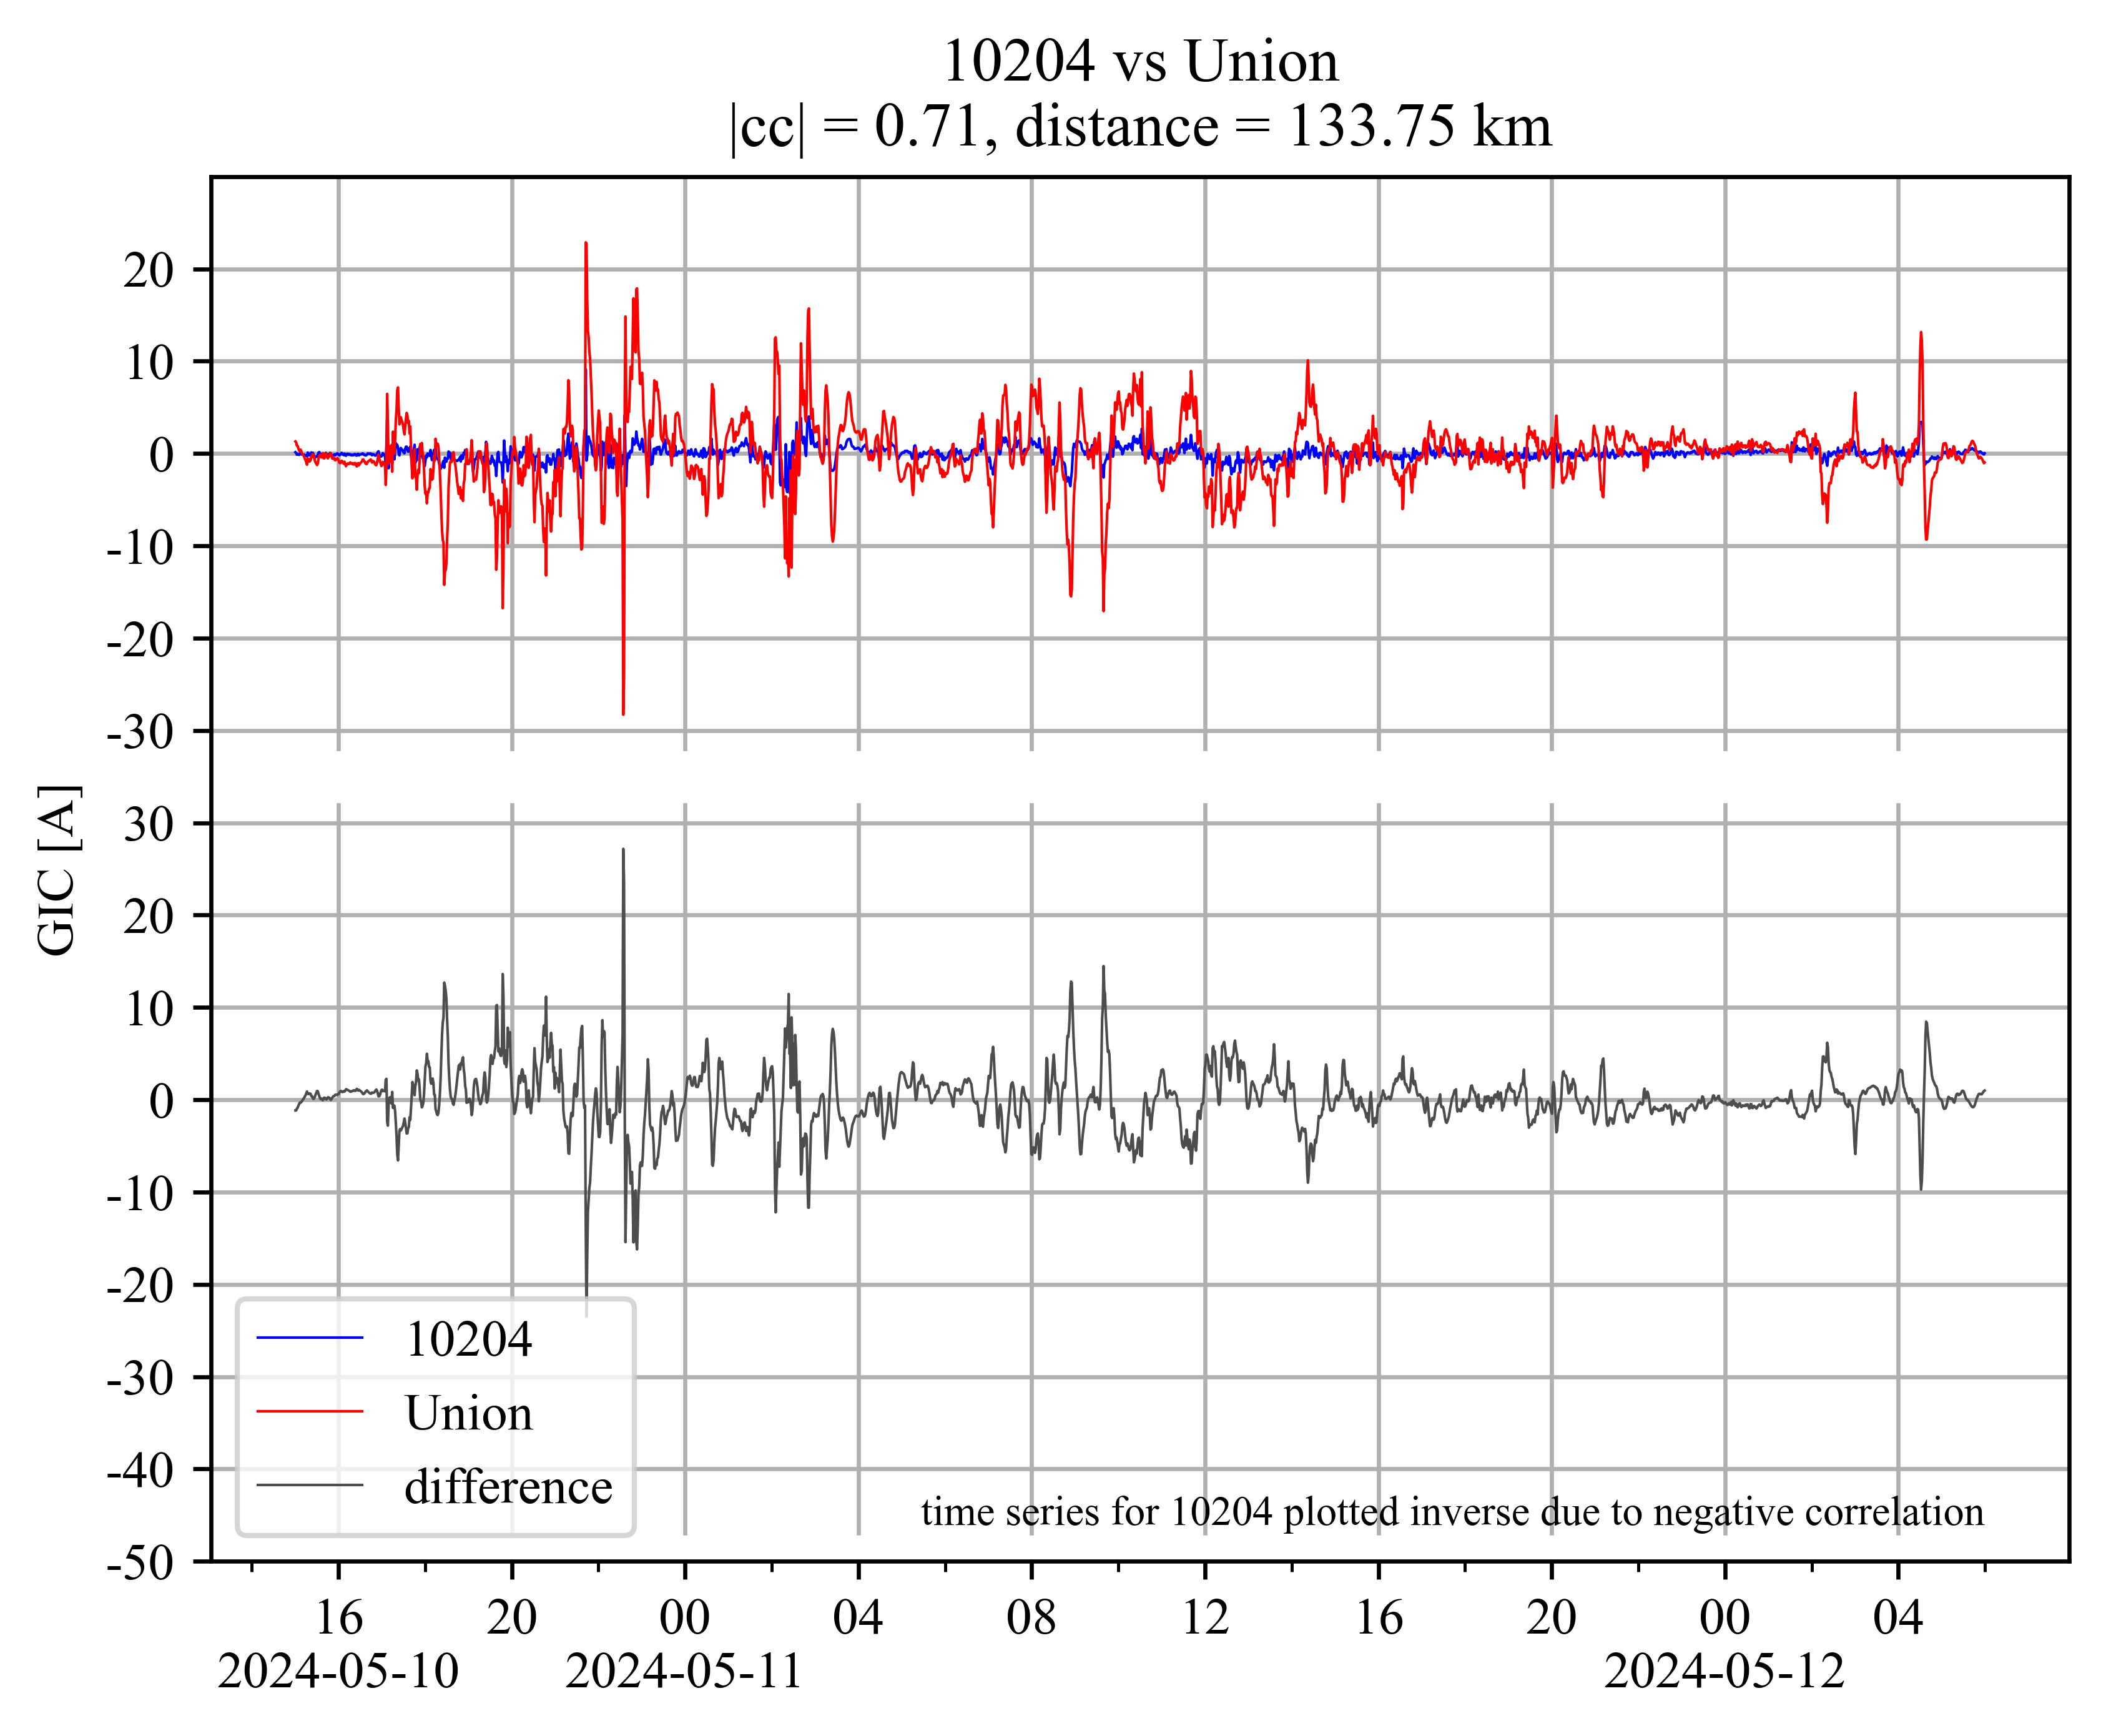 10204 vs Union
|cc| = 0.71, distance = 133.75 km
GIC [A]
20
10
0
-10
-20
-30
30
20
10
0
-10
-20
-30
-40
-50
10204
Union
difference
time series for 10204 plotted inverse due to negative correlation
16 20 00 04 08 12 16 20 00 04
2024-05-10 2024-05-11 2024-05-12